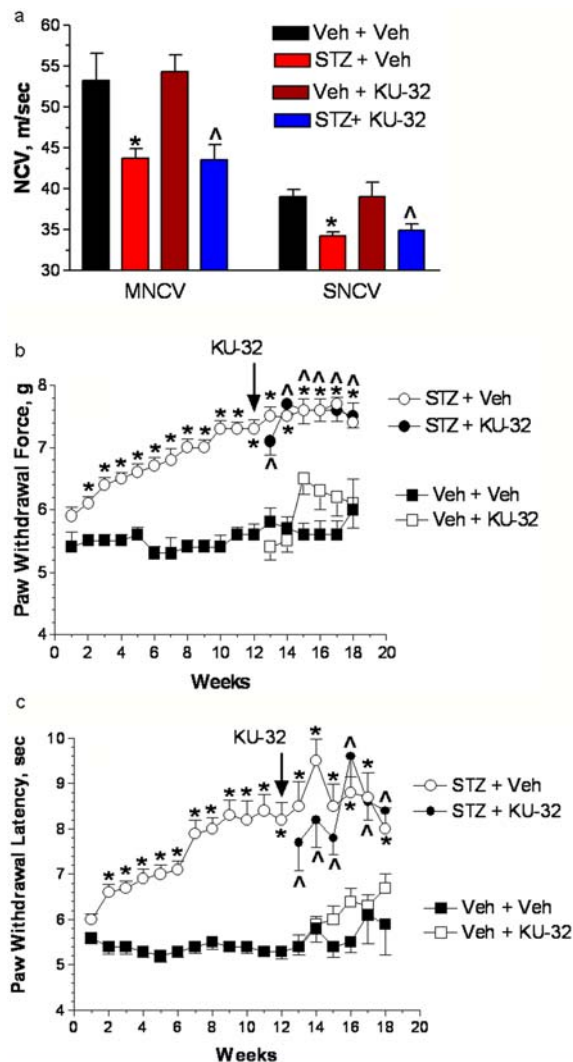 a
Veh + Veh
STZ + Veh
Veh + KU-32
STZ+ KU-32
NCV, m/sec
60
55
50
45
40
35
30
*
^
*
^
MNCV
SNCV
b
KU-32
Paw Withdrawal Force, g
8
7
6
5
4
* * * * * * * * * * * * * * * * *
^ ^ ^ ^ ^ ^
STZ + Veh
STZ + KU-32
Veh + Veh
Veh + KU-32
0 2 4 6 8 10 12 14 16 18 20
Weeks
c
KU-32
Paw Withdrawal Latency, sec
10
9
8
7
6
5
4
* * * * * * * * * * * * * * * * *
^ ^ ^ ^ ^ ^
STZ + Veh
STZ + KU-32
Veh + Veh
Veh + KU-32
0 2 4 6 8 10 12 14 16 18 20
Weeks